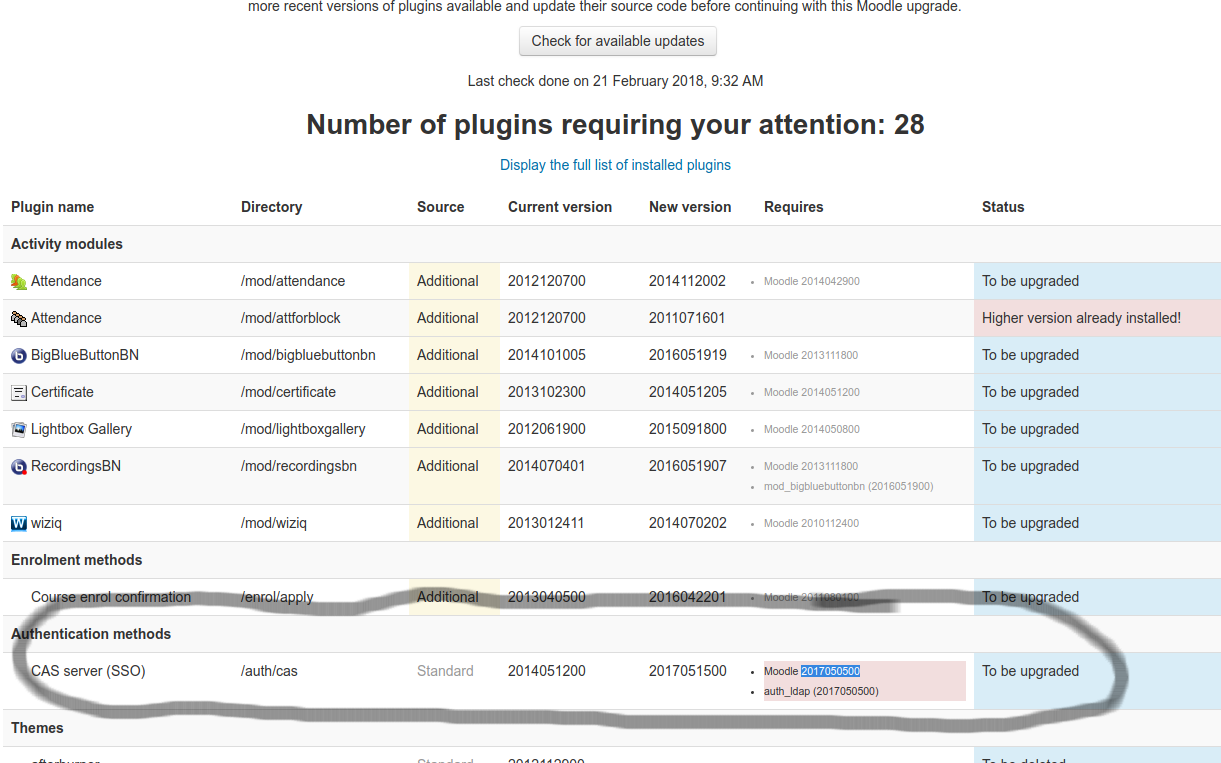 more recent versions of plugins available and update their source code before continuing with this Moodle upgrade.
Check for available updates
Last check done on 21 February 2018, 9:32 AM
Number of plugins requiring your attention: 28
Display the full list of installed plugins
Plugin name Directory Source Current version New version Requires Status
Activity modules
Attendance /mod/attendance Additional 2012120700 2014112002 • Moodle 2014042900 To be upgraded
Attendance /mod/attforblock Additional 2012120700 2011071601 Higher version already installed!
BigBlueButtonBN /mod/bigbluebuttonbn Additional 2014101005 2016051919 • Moodle 2013111800 To be upgraded
Certificate /mod/certificate Additional 2013102300 2014051205 • Moodle 2014051200 To be upgraded
Lightbox Gallery /mod/lightboxgallery Additional 2012061900 2015091800 • Moodle 2014050800 To be upgraded
RecordingsBN /mod/recordingsbn Additional 2014070401 2016051907 • Moodle 2013111800 To be upgraded
• mod_bigbluebuttonbn (2016051900)
wiziq /mod/wiziq Additional 2013012411 2014070202 • Moodle 2010112400 To be upgraded
Enrolment methods
Course enrol confirmation /enrol/apply Additional 2013040500 2016042201 • Moodle 2011080100 To be upgraded
Authentication methods
CAS server (SSO) /auth/cas Standard 2014051200 2017051500 • Moodle 2017050500 To be upgraded
• auth_ldap (2017050500)
Themes